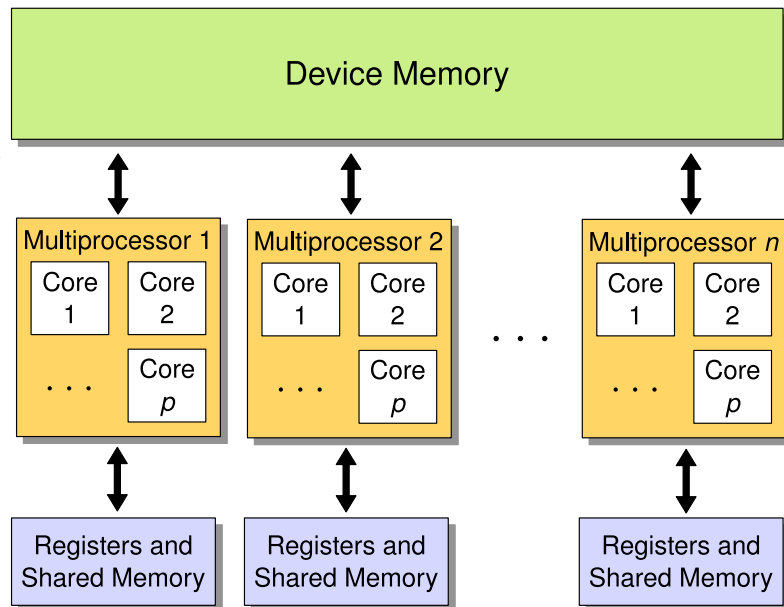 Device Memory
Multiprocessor 1
Core
1
Core
2
. . .
Core
p
Multiprocessor 2
Core
1
Core
2
. . .
Core
p
. . .
Multiprocessor n
Core
1
Core
2
. . .
Core
p
Registers and
Shared Memory
Registers and
Shared Memory
Registers and
Shared Memory